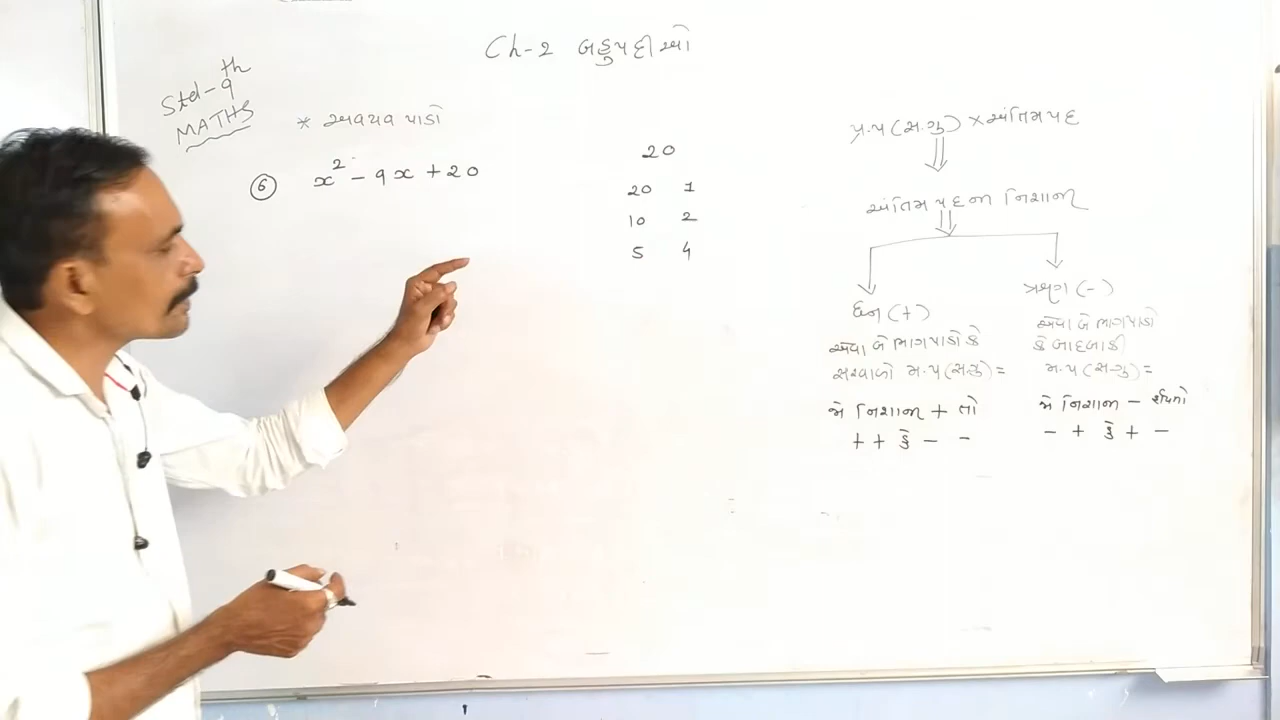 Ch-2 બહુપદીઓ
Std-9th
MATHS
* અવયવ પાડો
6 x² - 9x + 20
20
20 1
10 2
5 4
પ્ર.પ (સ.ગુ) × અંતિમ પદ
અંતિમ પદના નિશાન
ધન (+)
એવા બે ભાગ પાડો કે
સરવાળો મ.પ (સ.ગુ) =
જો નિશાન + તો
+ + કે - -
ઋણ (-)
એવા બે ભાગ પાડો
કે બાદબાકી
મ.પ (સ.ગુ) =
જો નિશાન -
- + કે + -